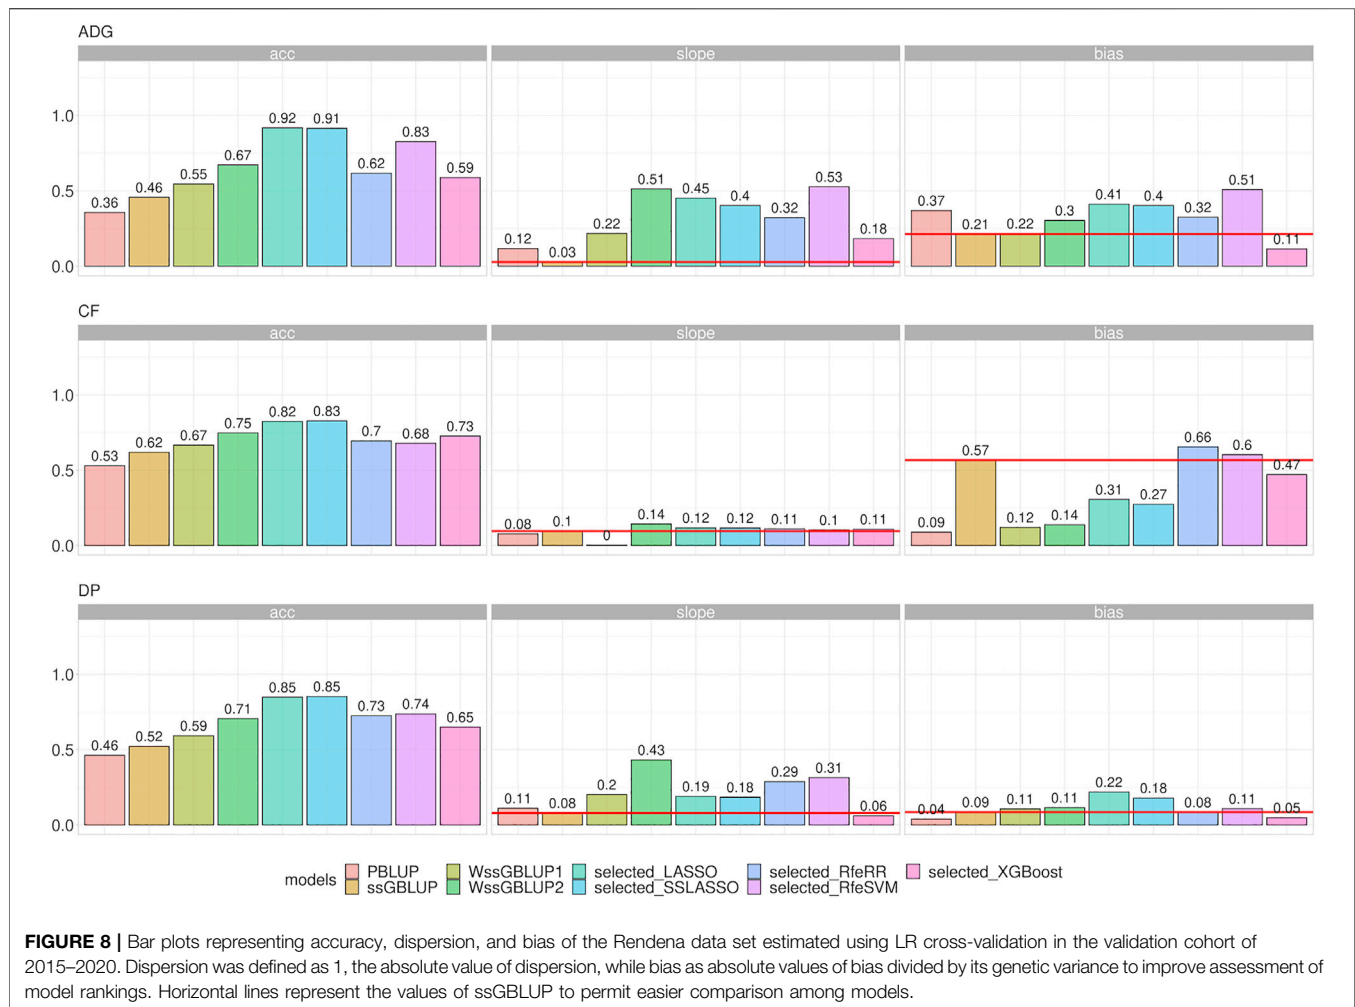 ADG
acc slope bias
1.0
0.5
0.0
0.36 0.46 0.55 0.67 0.92 0.91 0.62 0.83 0.59
0.12 0.03 0.22 0.51 0.45 0.4 0.32 0.53 0.18
0.37 0.21 0.22 0.3 0.41 0.4 0.32 0.51 0.11
CF
acc slope bias
1.0
0.5
0.0
0.53 0.62 0.67 0.75 0.82 0.83 0.7 0.68 0.73
0.08 0.1 0 0.14 0.12 0.12 0.11 0.1 0.11
0.09 0.57 0.12 0.14 0.31 0.27 0.66 0.6 0.47
DP
acc slope bias
1.0
0.5
0.0
0.46 0.52 0.59 0.71 0.85 0.85 0.73 0.74 0.65
0.11 0.08 0.2 0.43 0.19 0.18 0.29 0.31 0.06
0.04 0.09 0.11 0.11 0.22 0.18 0.08 0.11 0.05
models
PBLUP WssGBLUP1 selected_LASSO selected_RfeRR selected_XGBoost
ssGBLUP WssGBLUP2 selected_SSLASSO selected_RfeSVM
FIGURE 8 | Bar plots representing accuracy, dispersion, and bias of the Rendena data set estimated using LR cross-validation in the validation cohort of
2015–2020. Dispersion was defined as 1, the absolute value of dispersion, while bias as absolute values of bias divided by its genetic variance to improve assessment of
model rankings. Horizontal lines represent the values of ssGBLUP to permit easier comparison among models.